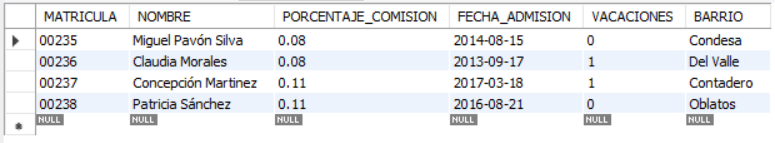 MATRICULA NOMBRE PORCENTAJE_COMISION FECHA_ADMISION VACACIONES BARRIO
00235 Miguel Pavón Silva 0.08 2014-08-15 0 Condesa
00236 Claudia Morales 0.08 2013-09-17 1 Del Valle
00237 Concepción Martinez 0.11 2017-03-18 1 Contadero
00238 Patricia Sánchez 0.11 2016-08-21 0 Oblatos
NULL NULL NULL NULL NULL NULL